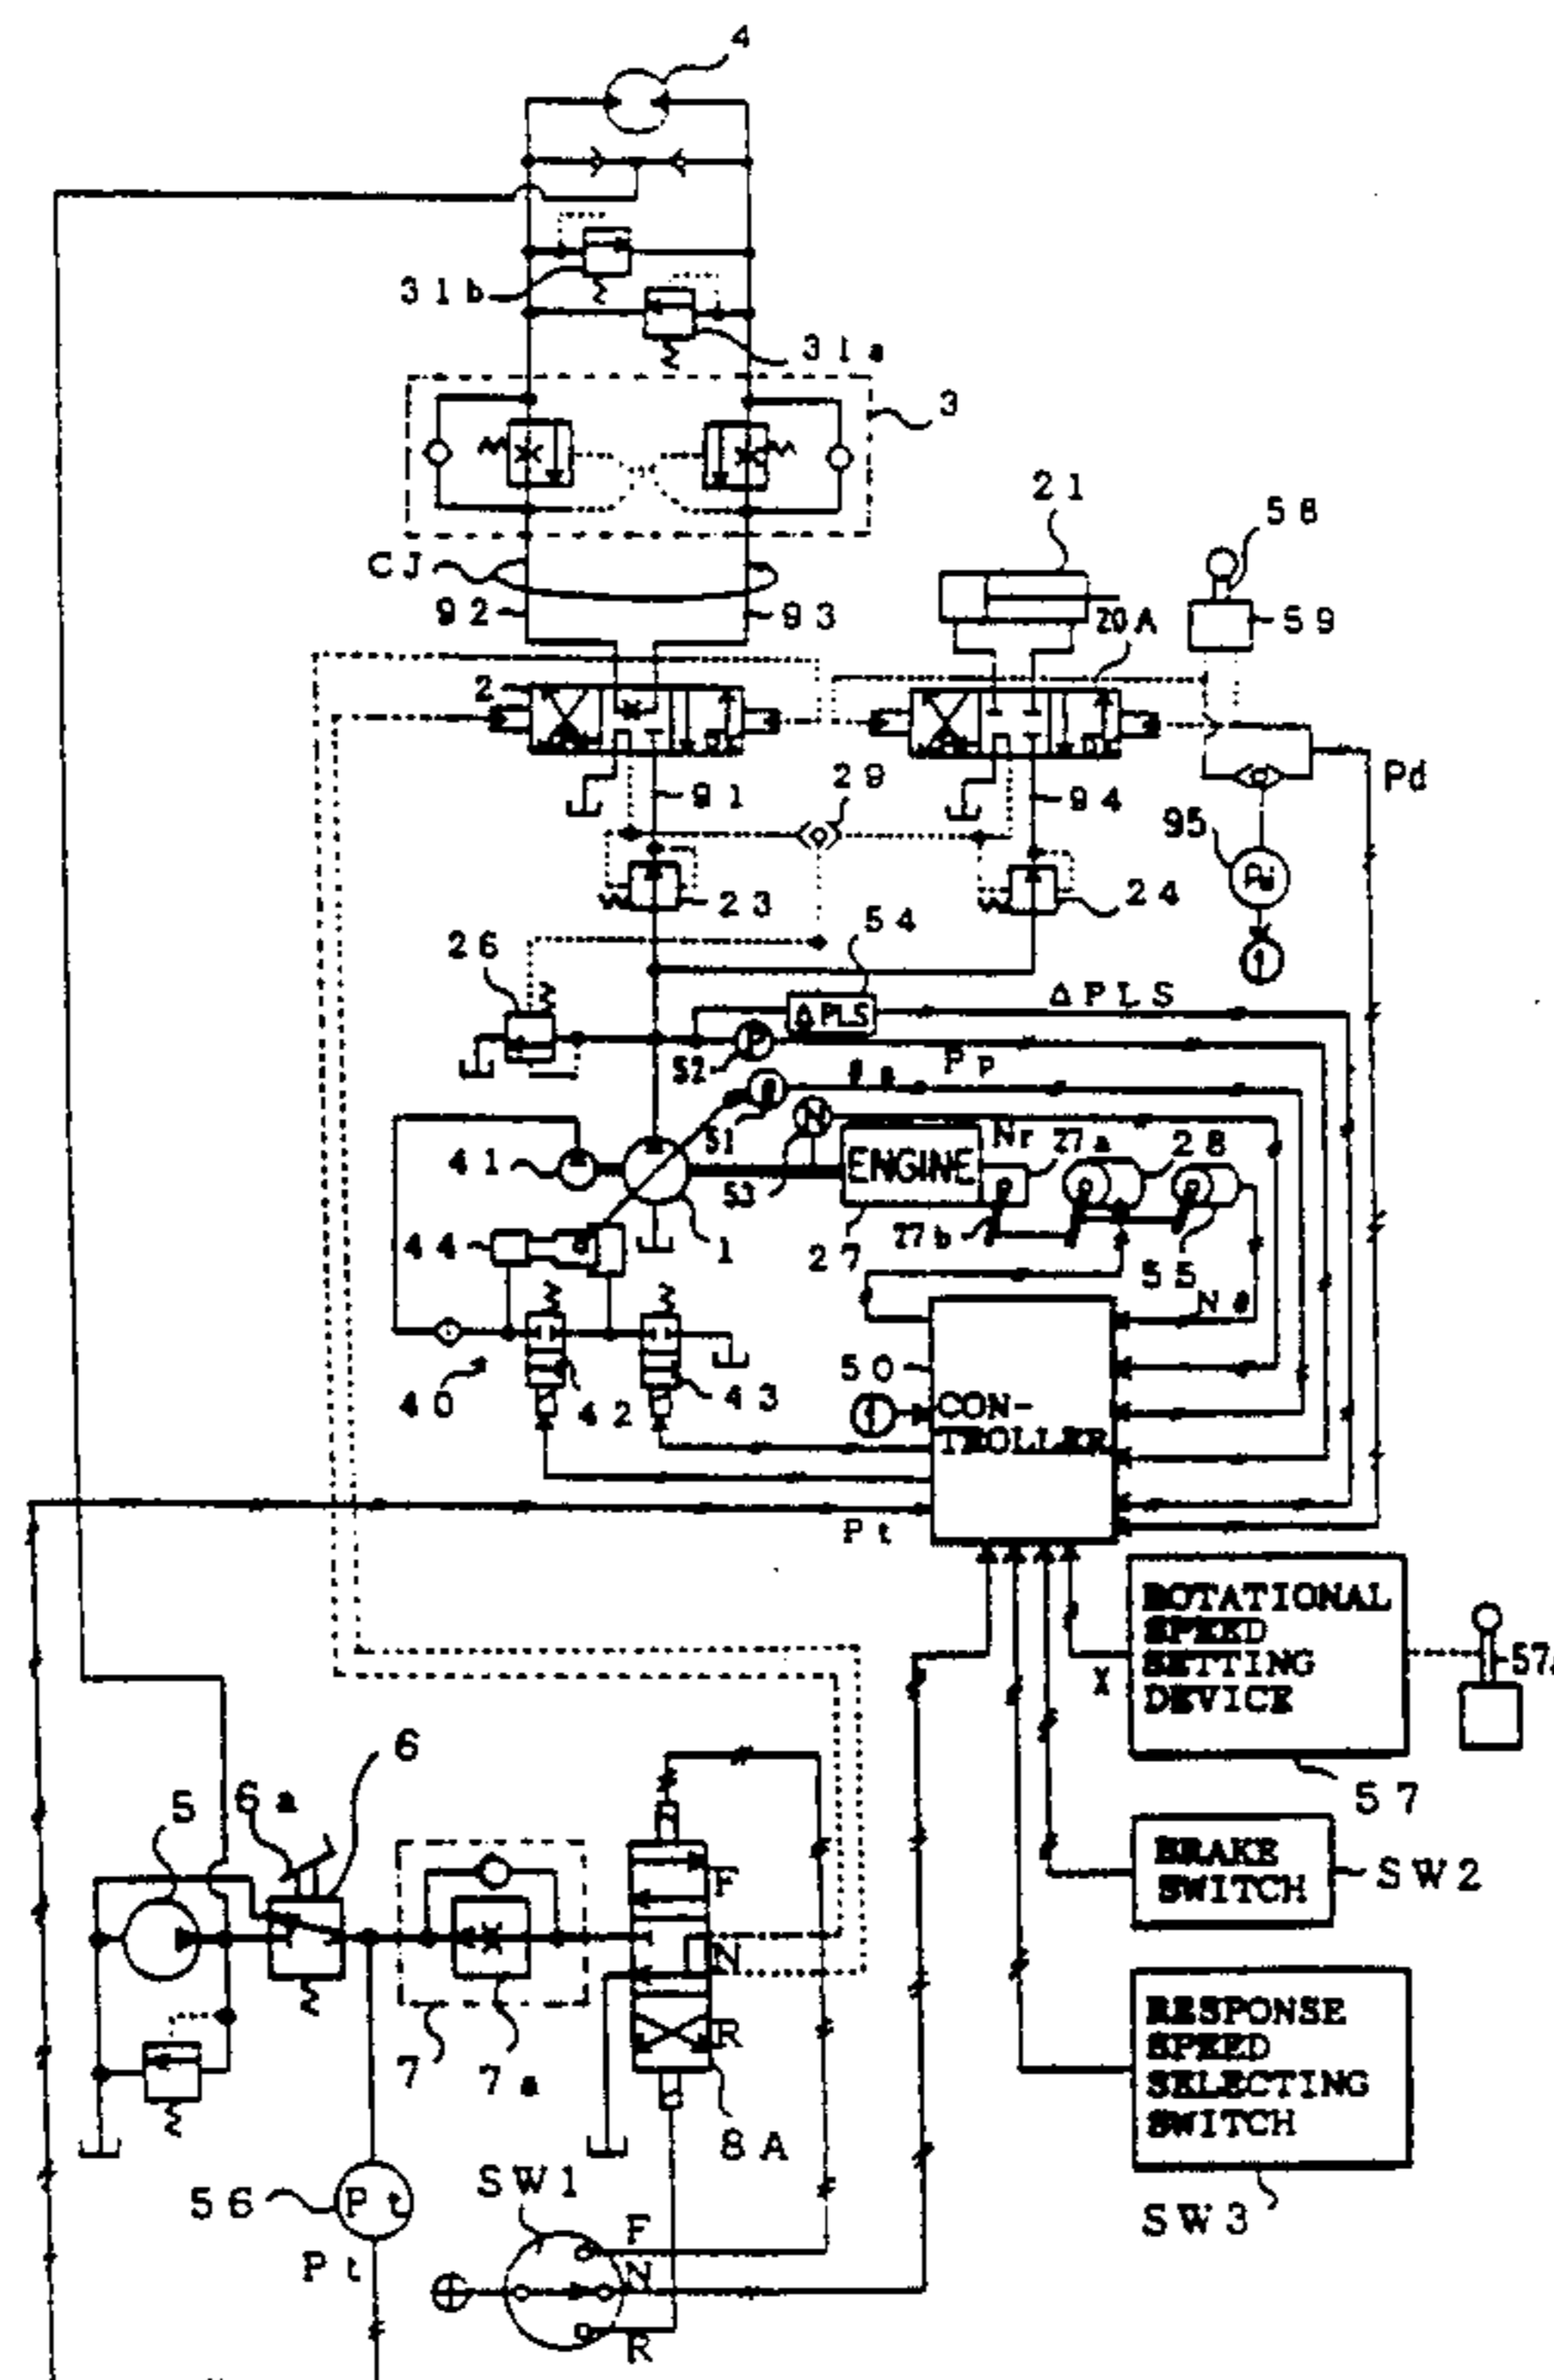 4
31b
31a
3
CJ
92
93
21
20A
58
59
2
91
29
94
Pd
95
23
24
26
54
ΔPLS
ΔPLS
52
P
Pp
51
N
41
53
ENGINE
Nr
27a
28
44
1
27
27b
55
50
40
42
43
CON-
TROLLER
Pt
ROTATIONAL
SPEED
SETTING
DEVICE
X
57
6
5
6a
F
N
R
BRAKE
SWITCH
SW2
7
7a
8A
RESPONSE
SPEED
SELECTING
SWITCH
SW3
56
Pt
Pt
SW1
F
N
R